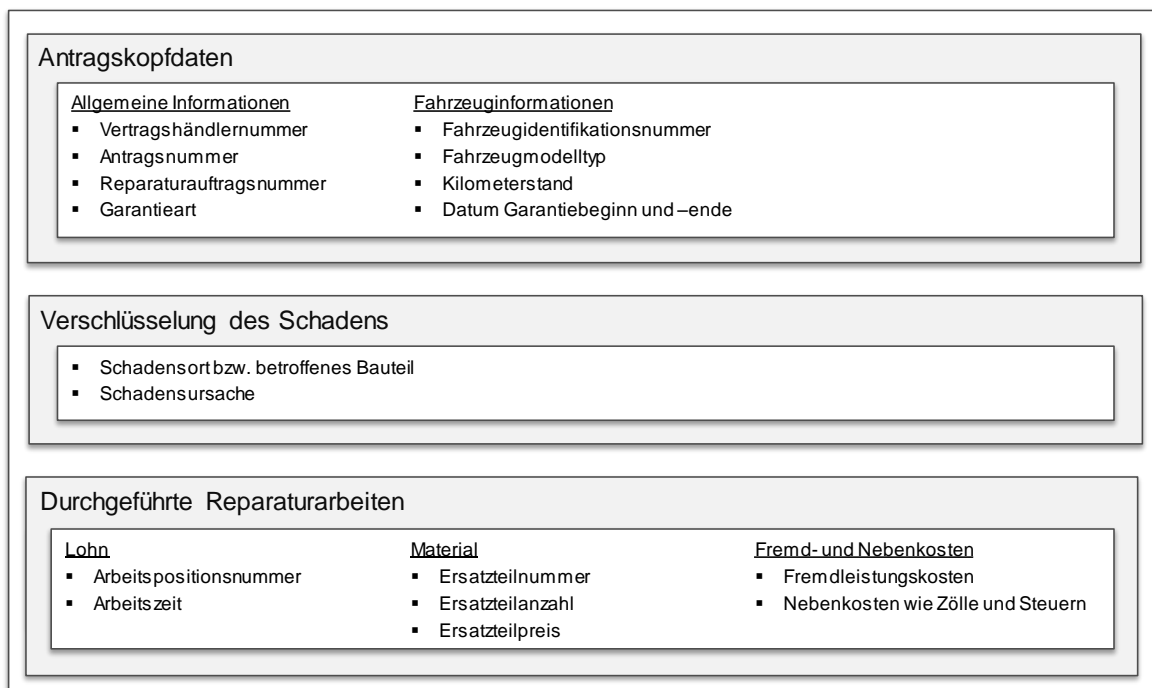 Antragskopfdaten
Allgemeine Informationen
▪ Vertragshändlernummer
▪ Antragsnummer
▪ Reparaturauftragsnummer
▪ Garantieart
Fahrzeuginformationen
▪ Fahrzeugidentifikationsnummer
▪ Fahrzeugmodelltyp
▪ Kilometerstand
▪ Datum Garantiebeginn und –ende
Verschlüsselung des Schadens
▪ Schadensort bzw. betroffenes Bauteil
▪ Schadensursache
Durchgeführte Reparaturarbeiten
Lohn
▪ Arbeitspositionsnummer
▪ Arbeitszeit
Material
▪ Ersatzteilnummer
▪ Ersatzteilanzahl
▪ Ersatzteilpreis
Fremd- und Nebenkosten
▪ Fremdleistungskosten
▪ Nebenkosten wie Zölle und Steuern